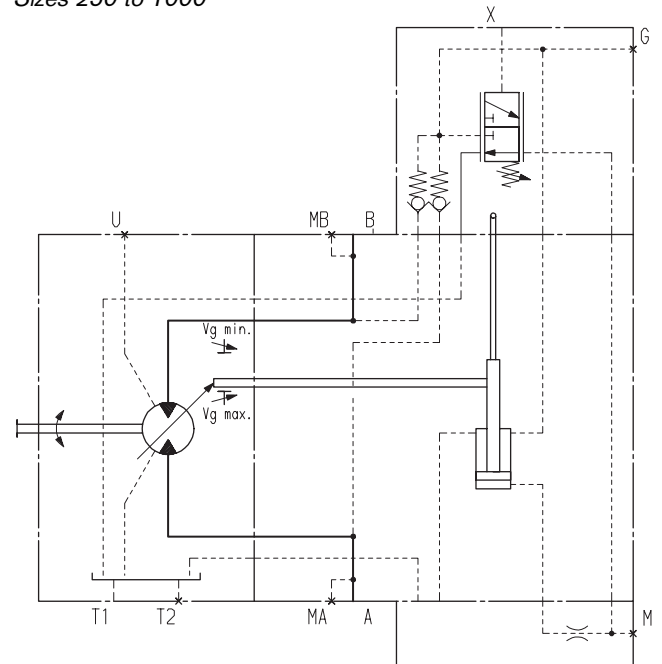 Sizes 250 to 1000
X
G
U
MB
B
Vg min.
Vg max.
T1
T2
MA
A
M